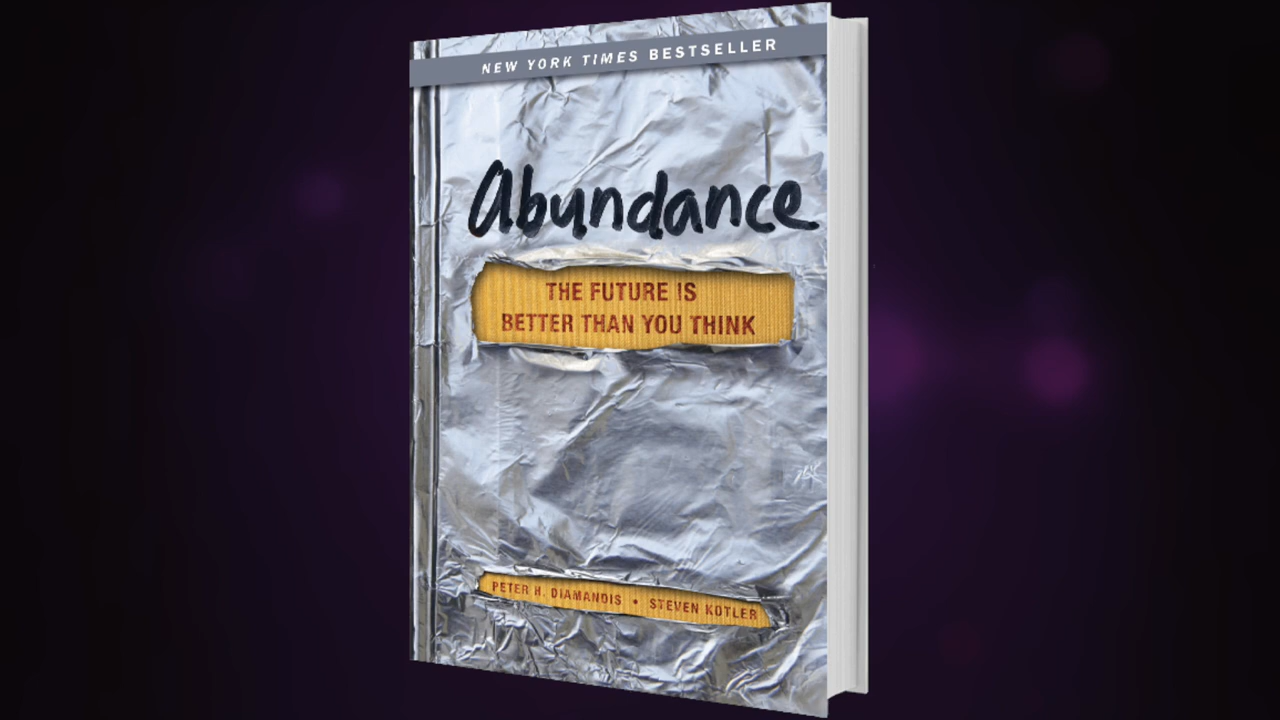 NEW YORK TIMES BESTSELLER
Abundance
THE FUTURE IS
BETTER THAN YOU THINK
PETER H. DIAMANDIS • STEVEN KOTLER